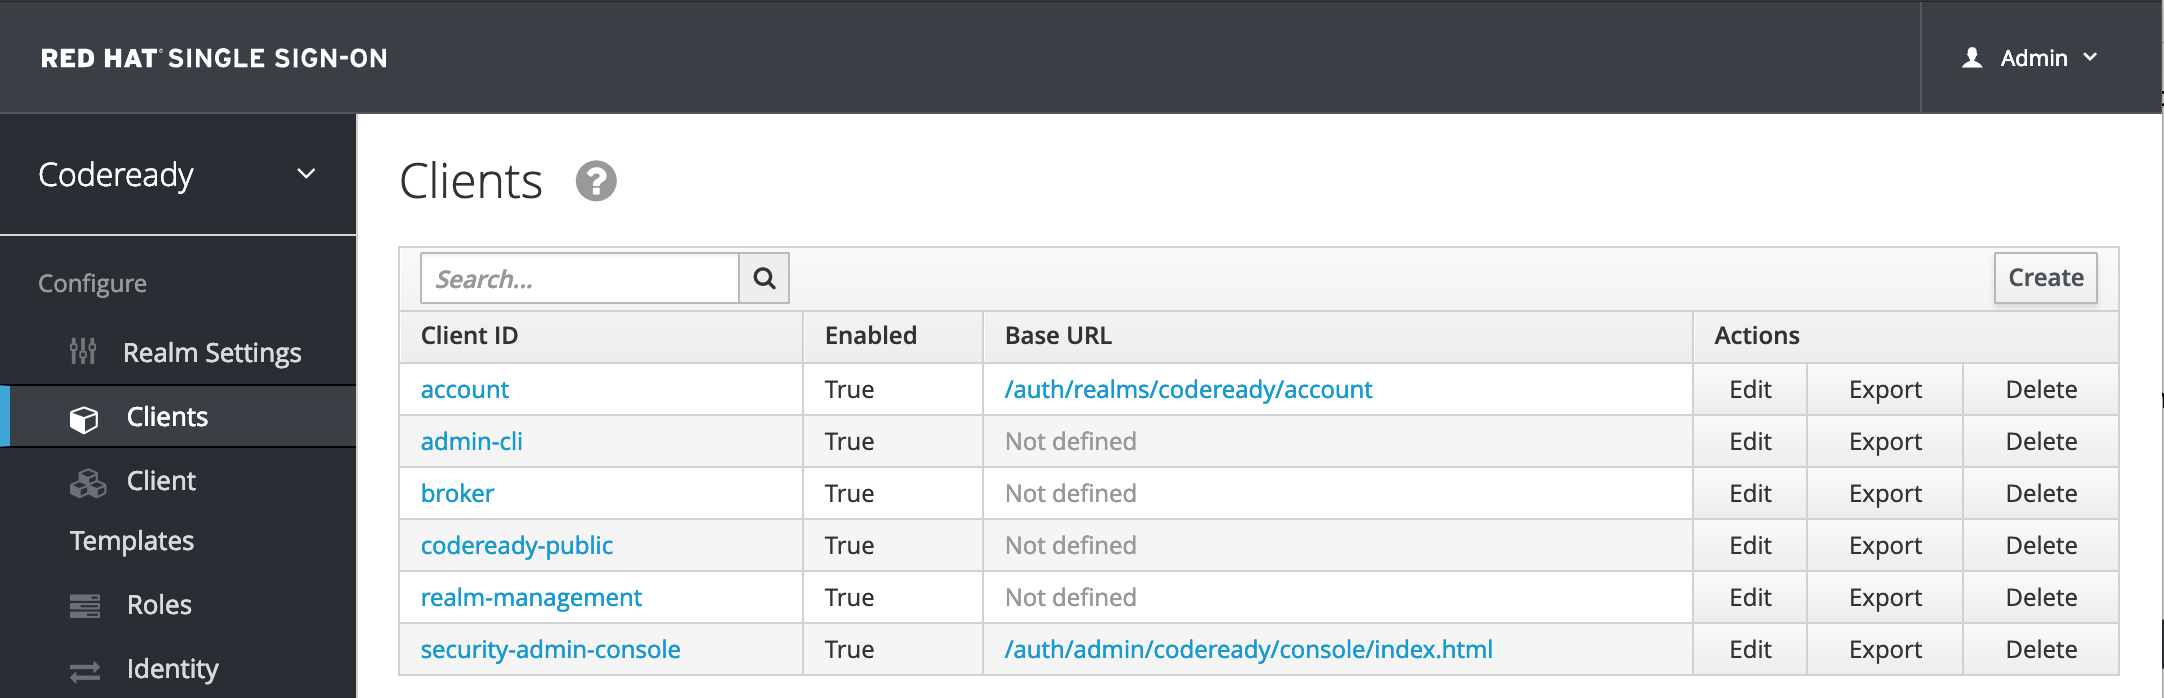 RED HAT® SINGLE SIGN-ON
Admin
Codeready
Configure
Realm Settings
Clients
Client
Templates
Roles
Identity
Clients ?
Search...
Create
Client ID Enabled Base URL Actions
account True /auth/realms/codeready/account Edit Export Delete
admin-cli True Not defined Edit Export Delete
broker True Not defined Edit Export Delete
codeready-public True Not defined Edit Export Delete
realm-management True Not defined Edit Export Delete
security-admin-console True /auth/admin/codeready/console/index.html Edit Export Delete